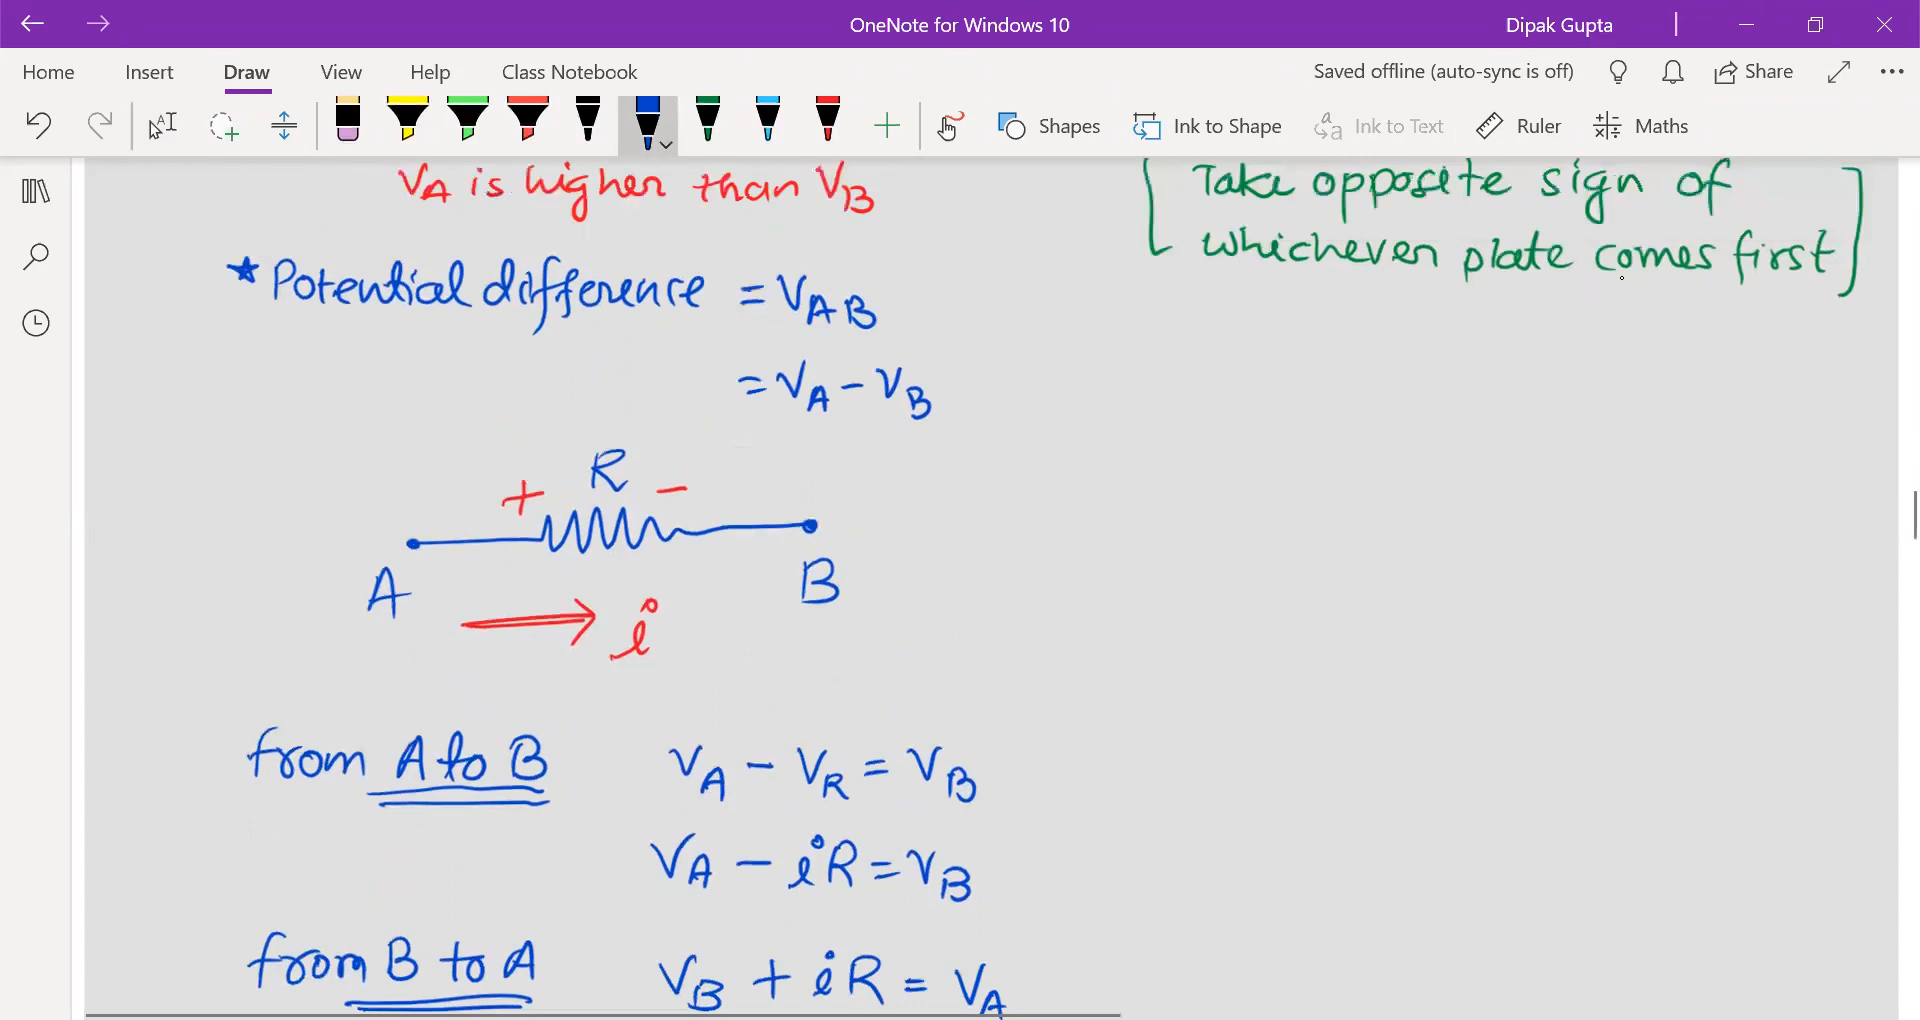 OneNote for Windows 10
Dipak Gupta
Home Insert Draw View Help Class Notebook
Saved offline (auto-sync is off)
Share
Shapes
Ink to Shape
Ink to Text
Ruler
Maths
VA is higher than VB
* Potential difference = VAB
= VA - VB
R
+ -
A
B
i
from A to B VA - VR = VB
VA - iR = VB
from B to A VB + iR = VA
[ Take opposite sign of
whichever plate comes first ]